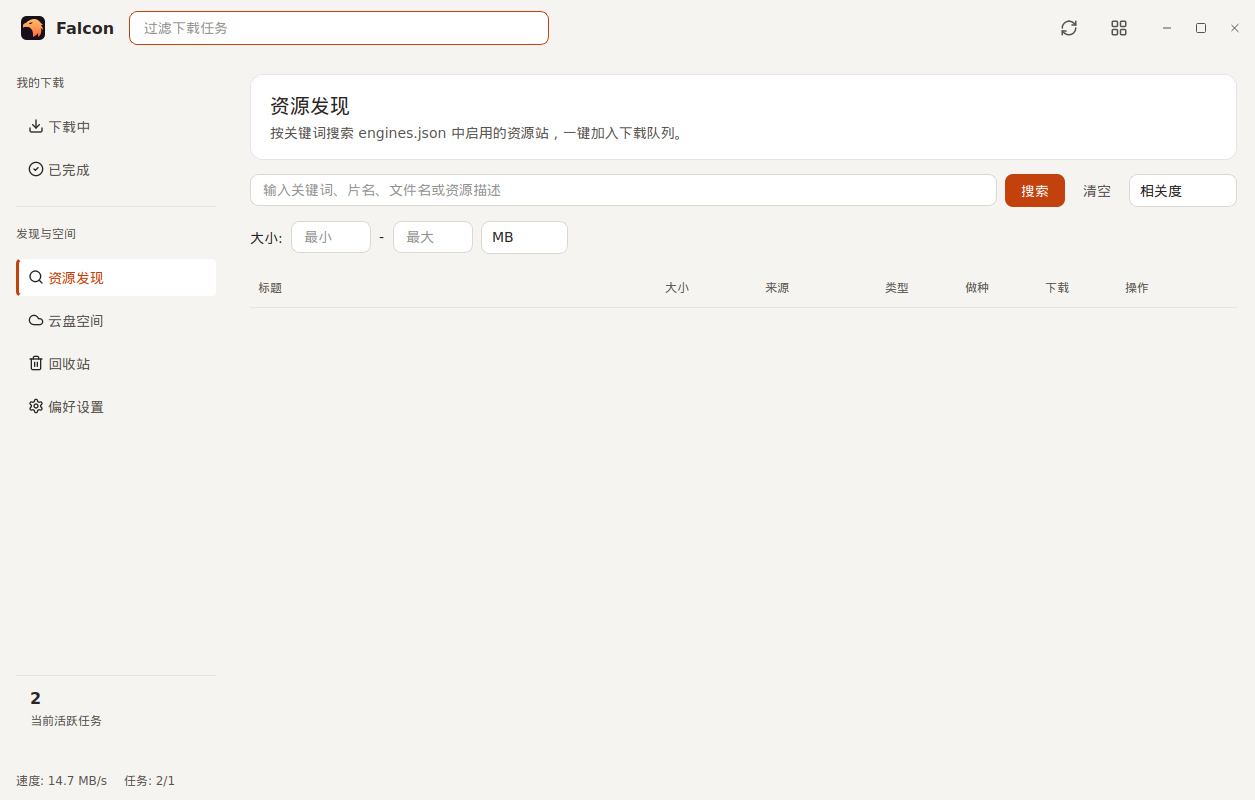 Falcon
过滤下载任务
我的下载
下载中
已完成
发现与空间
资源发现
云盘空间
回收站
偏好设置
2
当前活跃任务
速度: 14.7 MB/s 任务: 2/1
资源发现
按关键词搜索 engines.json 中启用的资源站，一键加入下载队列。
输入关键词、片名、文件名或资源描述
搜索
清空
相关度
大小:
最小
-
最大
MB
标题 大小 来源 类型 做种 下载 操作